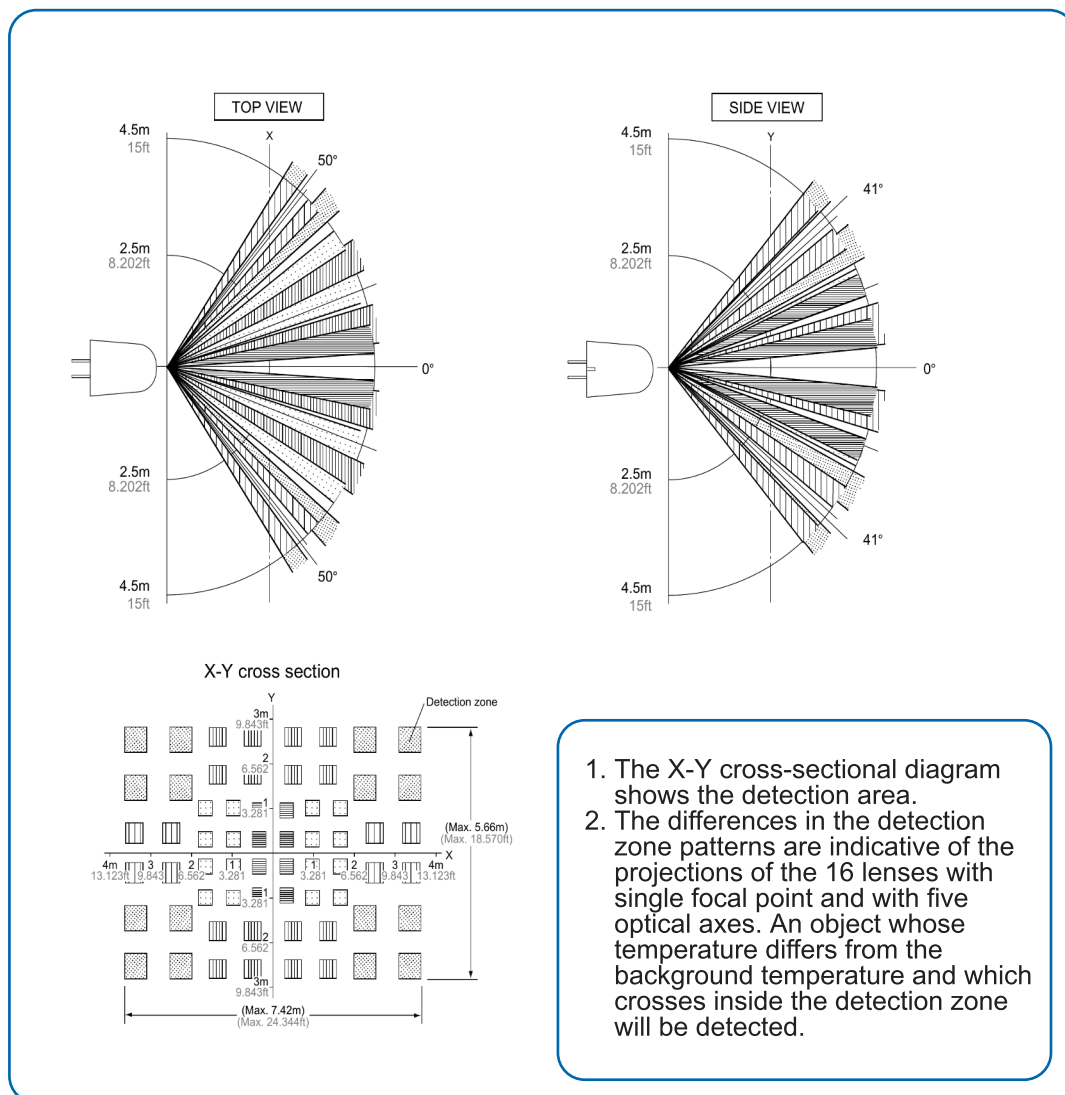 TOP VIEW
4.5m
15ft
X
50°
2.5m
8.202ft
0°
2.5m
8.202ft
50°
4.5m
15ft
SIDE VIEW
4.5m
15ft
Y
41°
2.5m
8.202ft
0°
2.5m
8.202ft
41°
4.5m
15ft
X-Y cross section
Y
Detection zone
3m
9.843ft
2
6.562
1
3.281
(Max. 5.66m)
(Max. 18.570ft)
X
4m 3 2 1 1 2 3 4m
13.123ft 9.843 6.562 3.281 3.281 6.562 9.843 13.123ft
1
3.281
2
6.562
3m
9.843ft
(Max. 7.42m)
(Max. 24.344ft)
1. The X-Y cross-sectional diagram
shows the detection area.
2. The differences in the detection
zone patterns are indicative of the
projections of the 16 lenses with
single focal point and with five
optical axes. An object whose
temperature differs from the
background temperature and which
crosses inside the detection zone
will be detected.